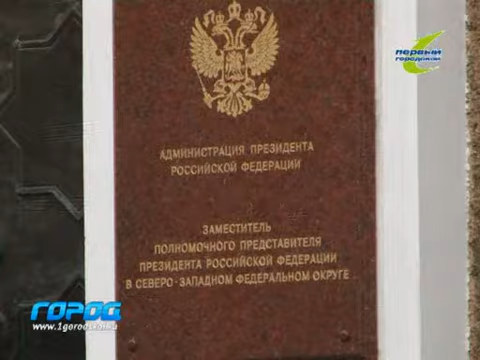 первый
городской
АДМИНИСТРАЦИЯ ПРЕЗИДЕНТА
РОССИЙСКОЙ ФЕДЕРАЦИИ
ЗАМЕСТИТЕЛЬ
ПОЛНОМОЧНОГО ПРЕДСТАВИТЕЛЯ
ПРЕЗИДЕНТА РОССИЙСКОЙ ФЕДЕРАЦИИ
В СЕВЕРО-ЗАПАДНОМ ФЕДЕРАЛЬНОМ ОКРУГЕ
ГОРОД